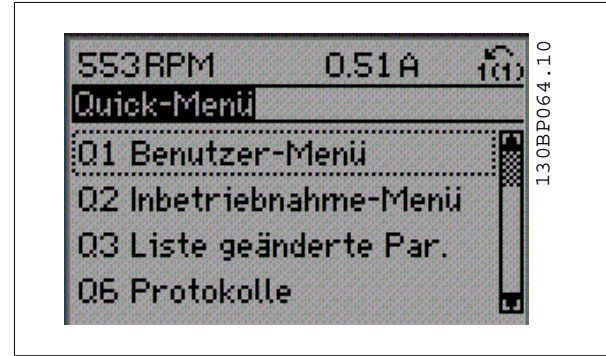 553RPM 0.51 A 1(1)
Quick-Menü
Q1 Benutzer-Menü
Q2 Inbetriebnahme-Menü
Q3 Liste geänderte Par.
Q6 Protokolle
130BP064.10